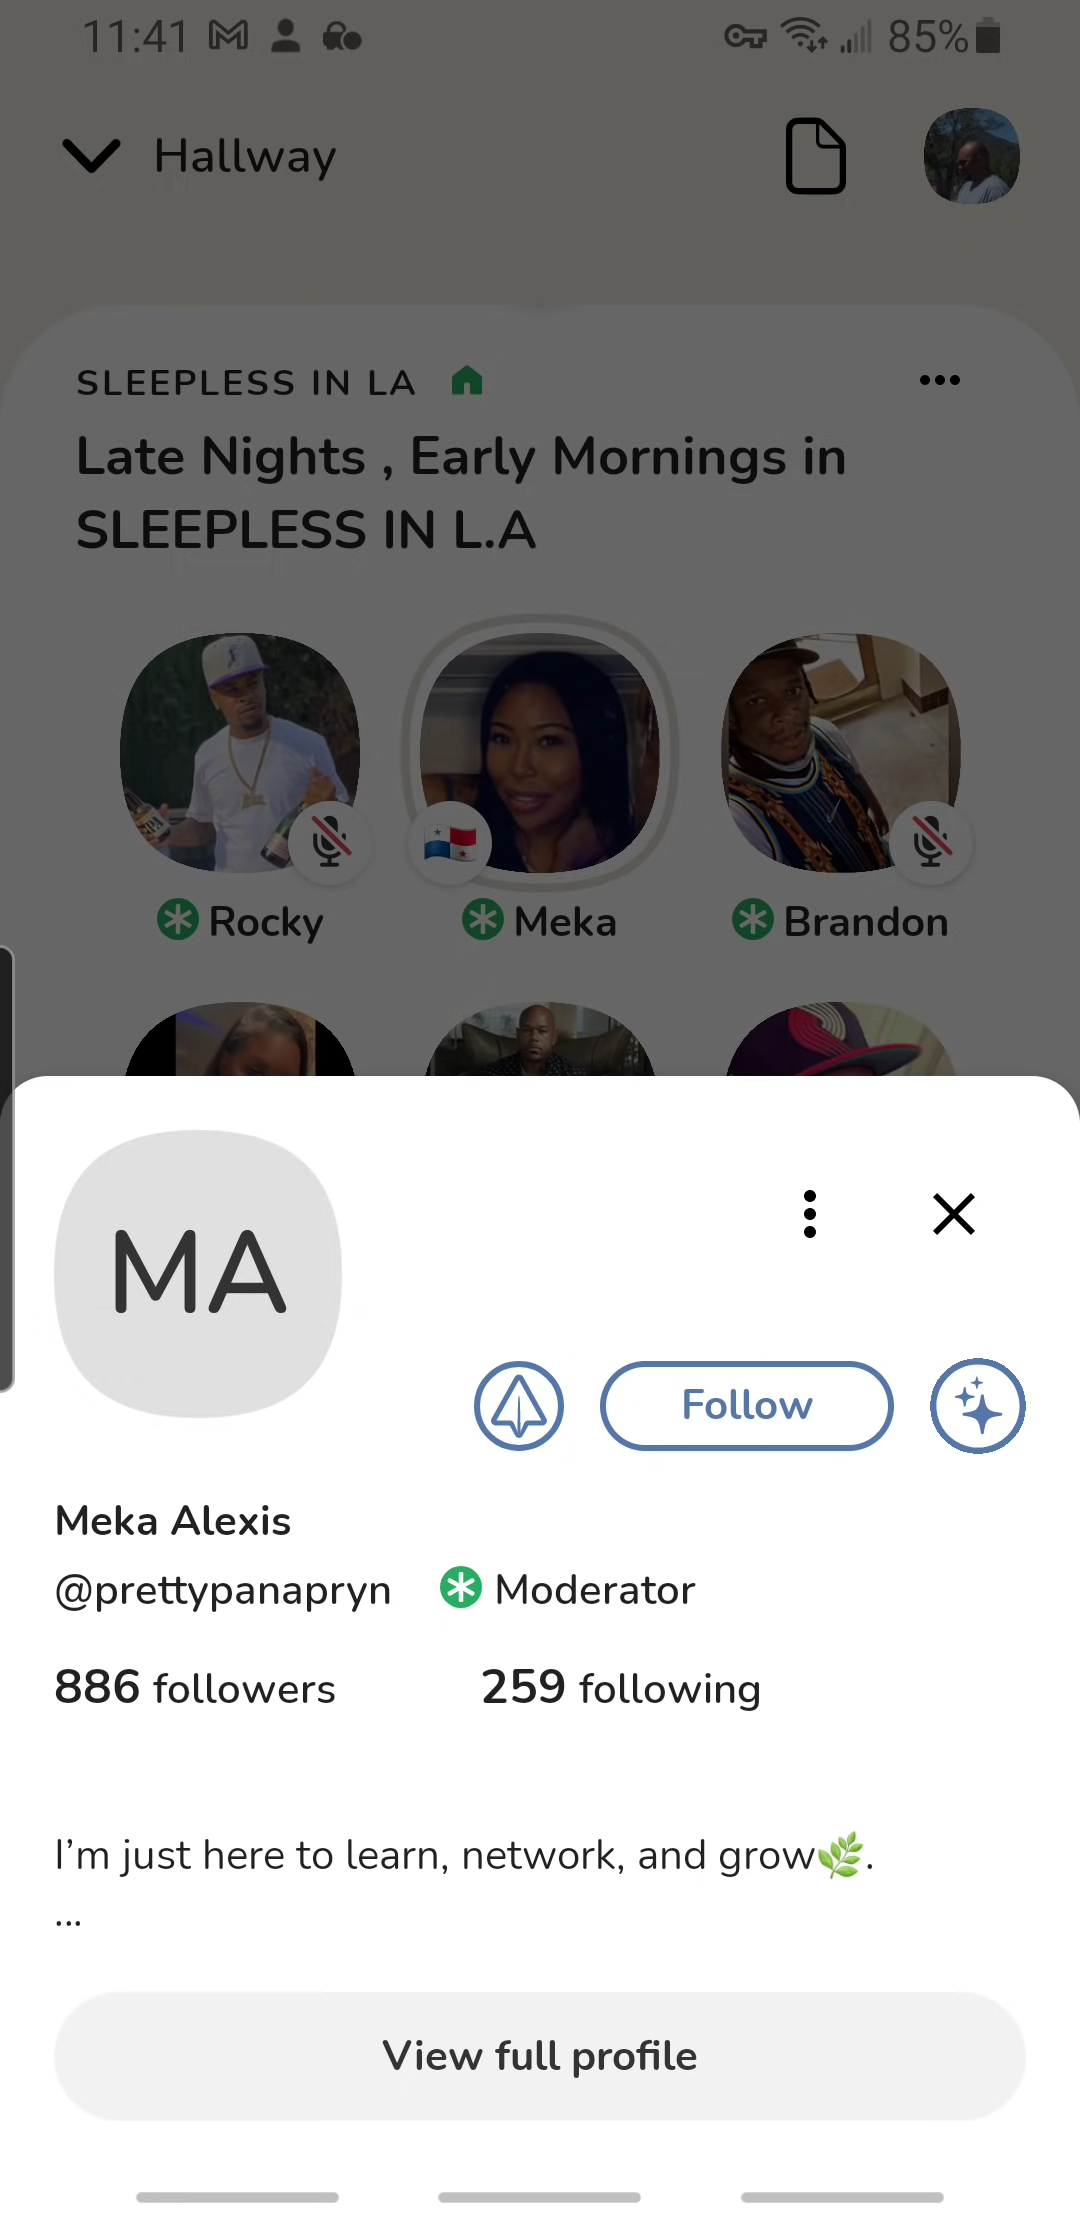 11:41
85%
Hallway
SLEEPLESS IN LA
Late Nights , Early Mornings in
SLEEPLESS IN L.A
Rocky
Meka
Brandon
MA
Follow
Meka Alexis
@prettypanapryn
Moderator
886 followers
259 following
I’m just here to learn, network, and grow🌿.
...
View full profile